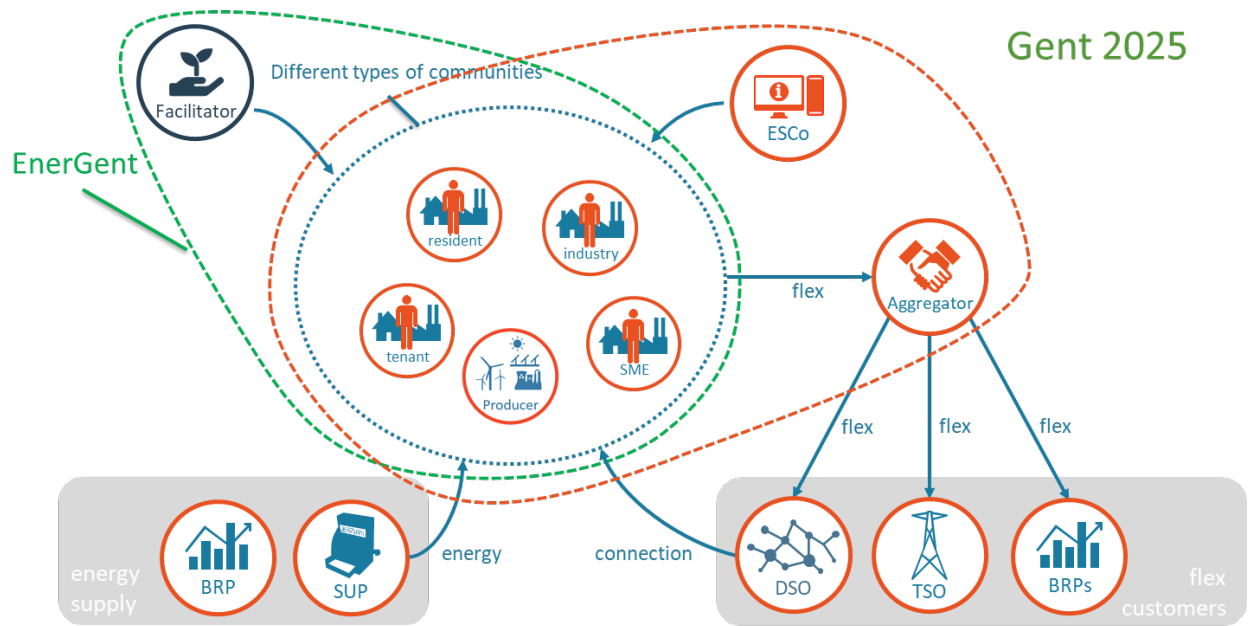 Gent 2025
Facilitator
Different types of communities
ESCo
EnerGent
resident
industry
flex
Aggregator
tenant
SME
Producer
flex
flex
flex
BRP
SUP
energy
supply
energy
connection
DSO
TSO
BRPs
flex
customers